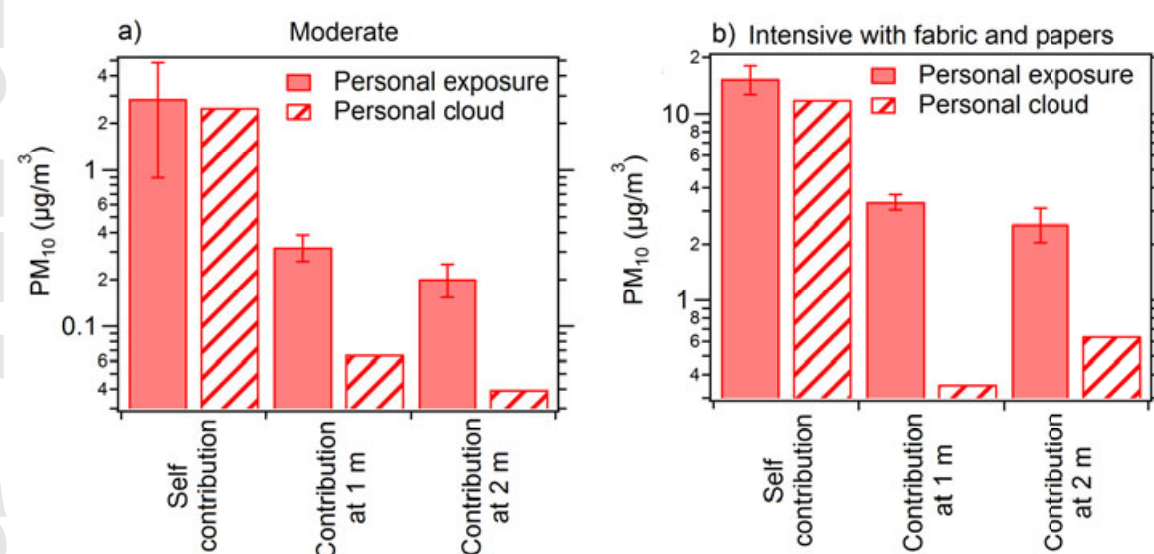 a) Moderate
Personal exposure
Personal cloud
PM10 (µg/m3)
4
2
1
6
4
2
0.1
6
4
Self
contribution
Contribution
at 1 m
Contribution
at 2 m
b) Intensive with fabric and papers
Personal exposure
Personal cloud
PM10 (µg/m3)
2
10
8
6
4
2
1
8
6
4
Self
contribution
Contribution
at 1 m
Contribution
at 2 m